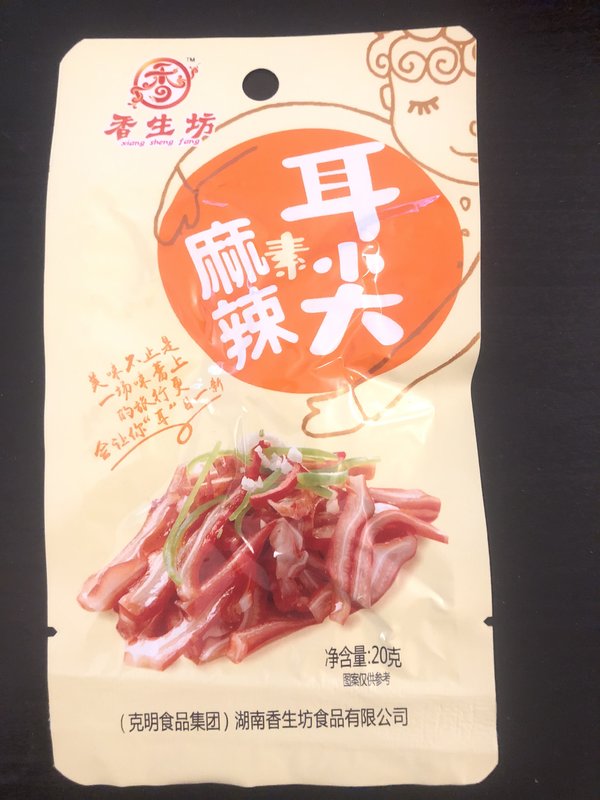 香
TM
香生坊
xiang sheng fang
麻辣
素
耳尖
美味不止是
一场味蕾上
的旅行更
会让你“耳”目一新
净含量:20克
图案仅供参考
(克明食品集团)湖南香生坊食品有限公司